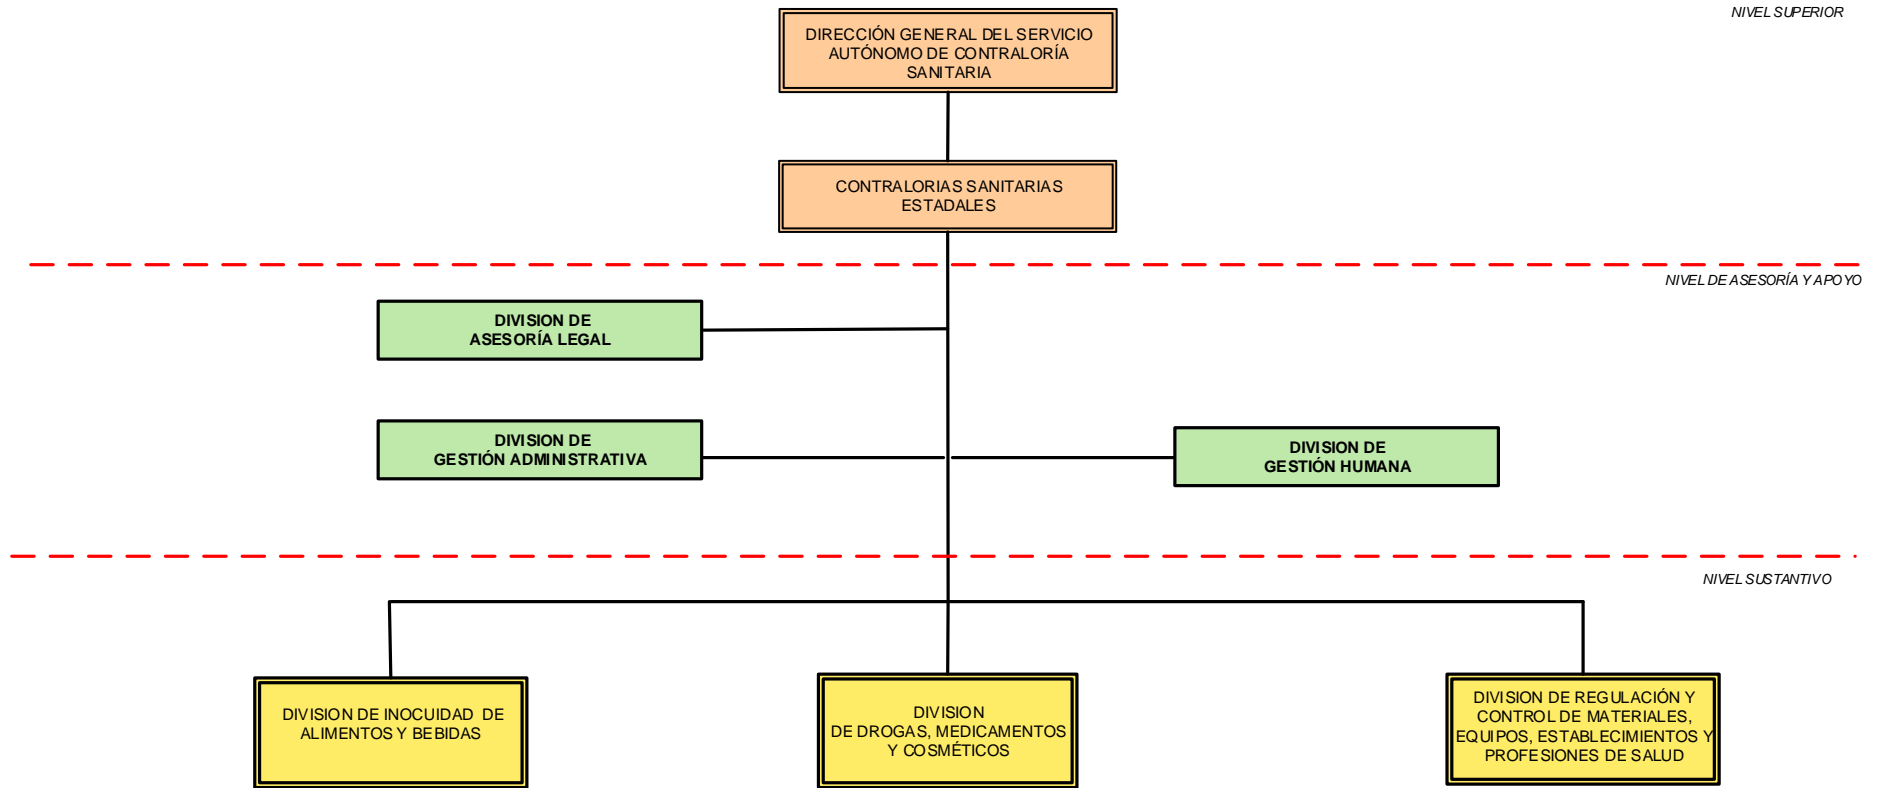 NIVEL SUPERIOR
DIRECCIÓN GENERAL DEL SERVICIO
AUTÓNOMO DE CONTRALORÍA
SANITARIA
CONTRALORIAS SANITARIAS
ESTADALES
NIVEL DE ASESORÍA Y APOYO
DIVISION DE
ASESORÍA LEGAL
DIVISION DE
GESTIÓN ADMINISTRATIVA
DIVISION DE
GESTIÓN HUMANA
NIVEL SUSTANTIVO
DIVISION DE INOCUIDAD DE
ALIMENTOS Y BEBIDAS
DIVISION
DE DROGAS, MEDICAMENTOS
Y COSMÉTICOS
DIVISION DE REGULACIÓN Y
CONTROL DE MATERIALES,
EQUIPOS, ESTABLECIMIENTOS Y
PROFESIONES DE SALUD